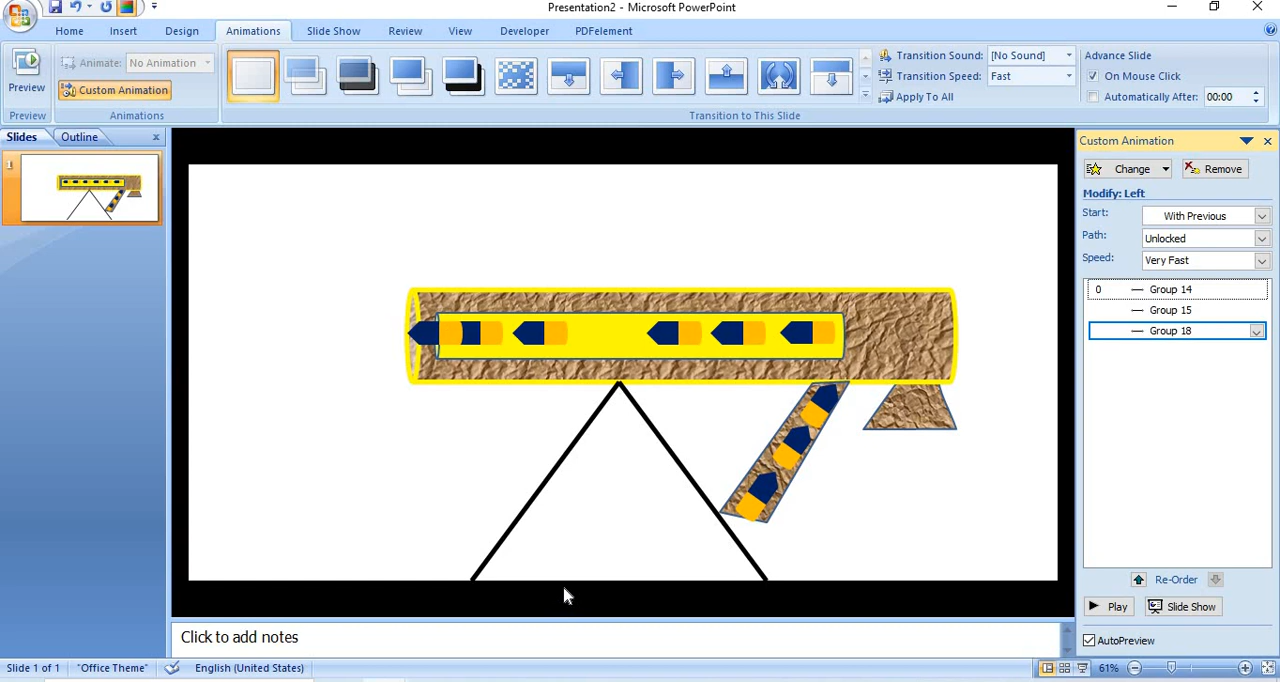 Presentation2 - Microsoft PowerPoint
Home Insert Design Animations Slide Show Review View Developer PDFelement
Preview
Animate: No Animation
Custom Animation
Transition Sound: [No Sound]
Transition Speed: Fast
Apply To All
Advance Slide
On Mouse Click
Automatically After: 00:00
Preview Animations Transition to This Slide
Slides Outline
1
Custom Animation
Change Remove
Modify: Left
Start: With Previous
Path: Unlocked
Speed: Very Fast
0 Group 14
Group 15
Group 18
Re-Order
Play Slide Show
AutoPreview
Click to add notes
Slide 1 of 1 "Office Theme" English (United States) 61%